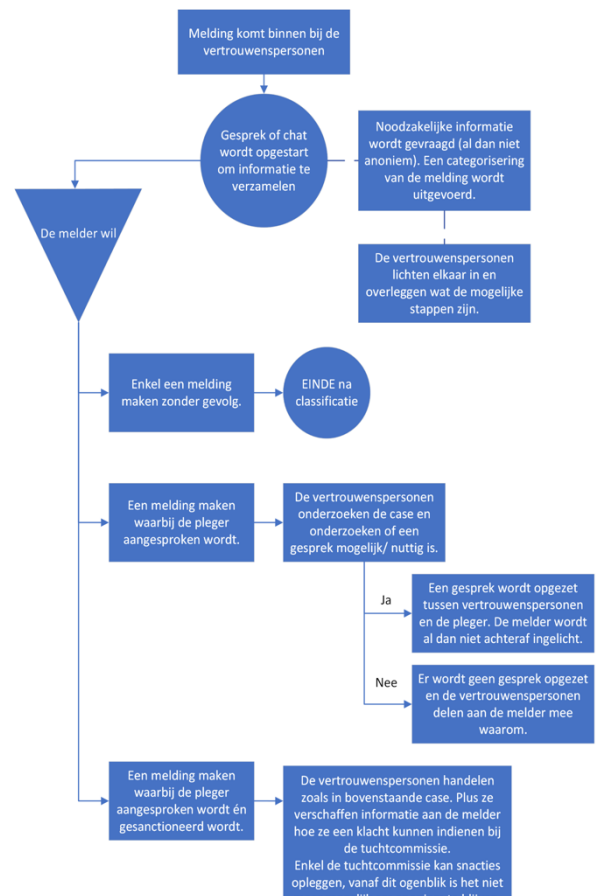 Melding komt binnen bij de
vertrouwenspersonen
Gesprek of chat
wordt opgestart
om informatie te
verzamelen
Noodzakelijke informatie
wordt gevraagd (al dan niet
anoniem). Een categorisering
van de melding wordt
uitgevoerd.
De melder wil
De vertrouwenspersonen
lichten elkaar in en
overleggen wat de mogelijke
stappen zijn.
Enkel een melding
maken zonder gevolg.
EINDE na
classificatie
Een melding maken
waarbij de pleger
aangesproken wordt.
De vertrouwenspersonen
onderzoeken de case en
onderzoeken of een
gesprek mogelijk/ nuttig is.
Ja
Een gesprek wordt opgezet
tussen vertrouwenspersonen
en de pleger. De melder wordt
al dan niet achteraf ingelicht.
Nee
Er wordt geen gesprek opgezet
en de vertrouwenspersonen
delen aan de melder mee
waarom.
Een melding maken
waarbij de pleger
aangesproken wordt én
gesanctioneerd wordt.
De vertrouwenspersonen handelen
zoals in bovenstaande case. Plus ze
verschaffen informatie aan de melder
hoe ze een klacht kunnen indienen bij
de tuchtcommissie.
Enkel de tuchtcommissie kan snacties
opleggen, vanaf dit ogenblik is het niet